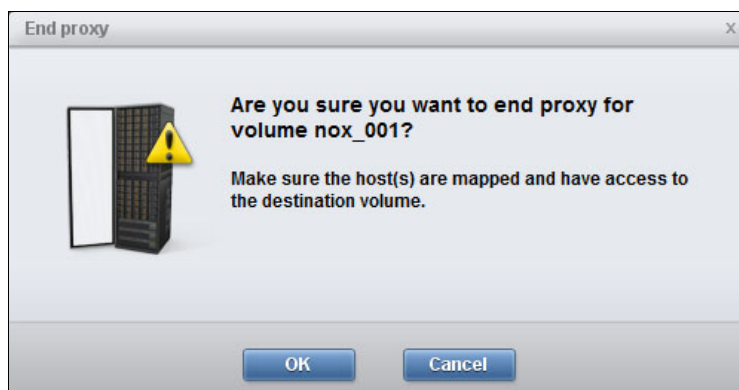 End proxy
x
Are you sure you want to end proxy for
volume nox_001?
Make sure the host(s) are mapped and have access to
the destination volume.
OK
Cancel